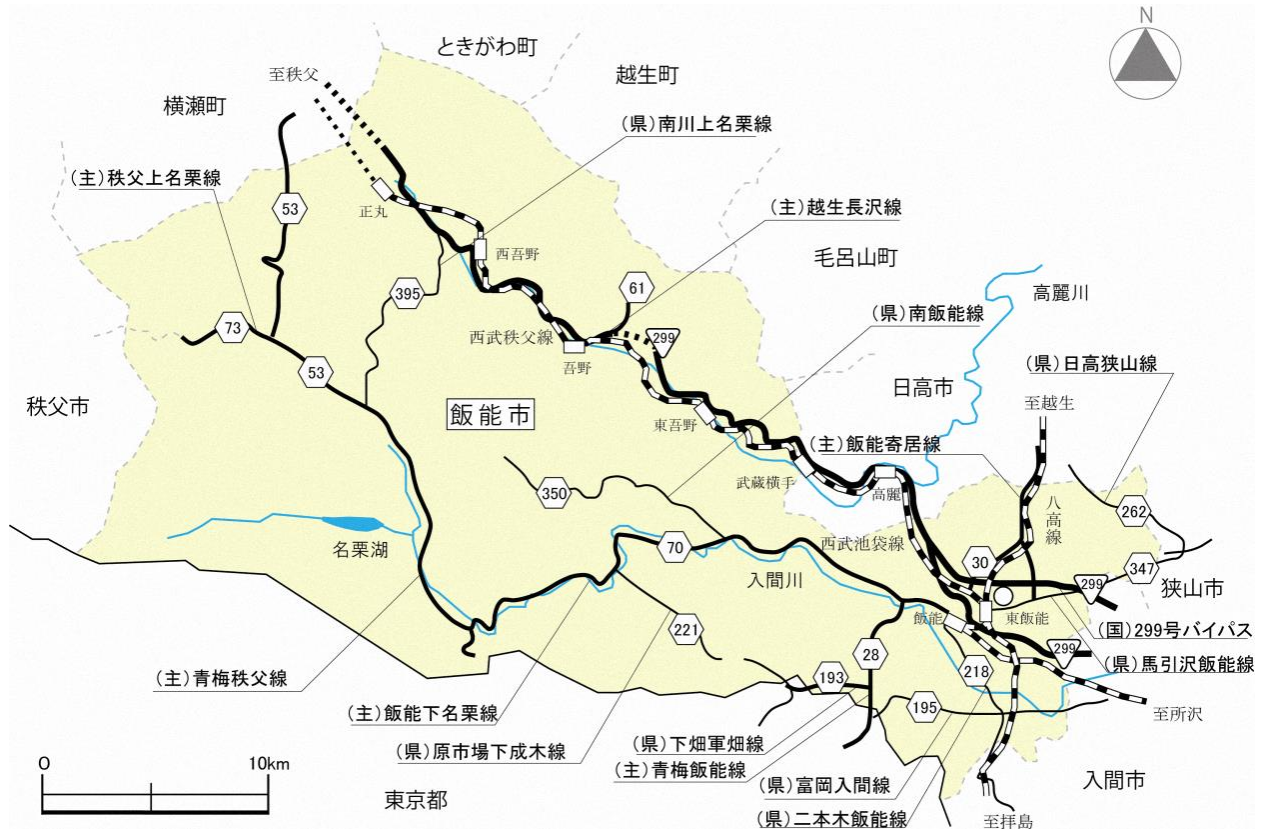 ときがわ町
N
至秩父
越生町
横瀬町
(県)南川上名栗線
(主)秩父上名栗線
53
正丸
(主)越生長沢線
西吾野
毛呂山町
61
395
高麗川
(県)南飯能線
73
西武秩父線
299
吾野
(県)日高狭山線
53
日高市
秩父市
飯能市
至越生
東吾野
(主)飯能寄居線
武蔵横手
高麗
350
八高線
262
名栗湖
70
西武池袋線
30
347
入間川
299
狭山市
飯能
東飯能
(国)299号バイパス
221
28
299
(県)馬引沢飯能線
193
218
(主)青梅秩父線
195
(主)飯能下名栗線
至所沢
(県)原市場下成木線
(県)下畑軍畑線
0
10km
(主)青梅飯能線
(県)富岡入間線
入間市
東京都
(県)二本木飯能線
至拝島